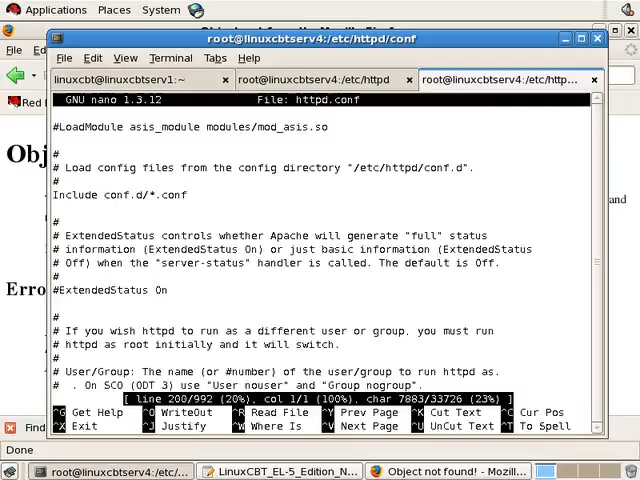 Applications Places System
root@linuxcbtserv4:/etc/httpd/conf
File Edit View Terminal Tabs Help
linuxcbt@linuxcbtserv1:~ root@linuxcbtserv4:/etc/httpd root@linuxcbtserv4:/etc/http...
GNU nano 1.3.12 File: httpd.conf
#LoadModule asis_module modules/mod_asis.so
#
# Load config files from the config directory "/etc/httpd/conf.d".
#
Include conf.d/*.conf
#
# ExtendedStatus controls whether Apache will generate "full" status
# information (ExtendedStatus On) or just basic information (ExtendedStatus
# Off) when the "server-status" handler is called. The default is Off.
#
#ExtendedStatus On
#
# If you wish httpd to run as a different user or group, you must run
# httpd as root initially and it will switch.
#
# User/Group: The name (or #number) of the user/group to run httpd as.
# . On SCO (ODT 3) use "User nouser" and "Group nogroup".
[ line 200/992 (20%), col 1/1 (100%), char 7883/33726 (23%) ]
^G Get Help ^O WriteOut ^R Read File ^Y Prev Page ^K Cut Text ^C Cur Pos
^X Exit ^J Justify ^W Where Is ^V Next Page ^U UnCut Text ^T To Spell
File
Red
Obj
and
Erro
Find
Done
root@linuxcbtserv4:/etc/... LinuxCBT_EL-5_Edition_N... Object not found! - Mozill...